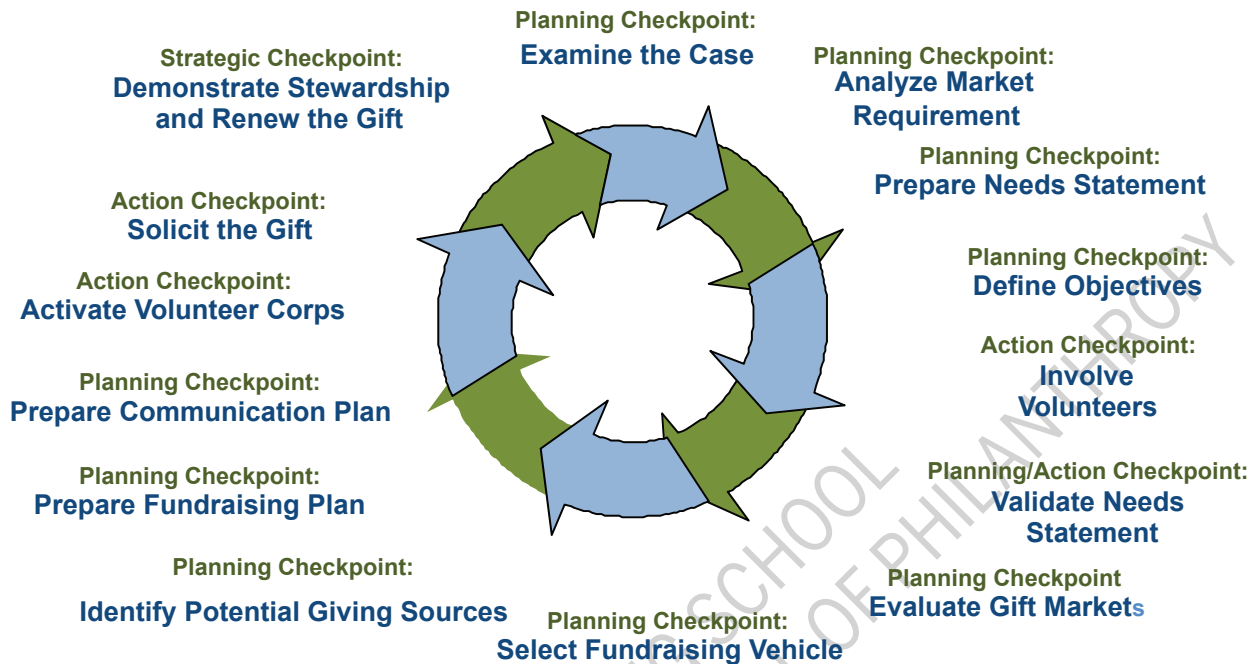 Planning Checkpoint:
Examine the Case
Planning Checkpoint:
Analyze Market
Requirement
Planning Checkpoint:
Prepare Needs Statement
Planning Checkpoint:
Define Objectives
Action Checkpoint:
Involve
Volunteers
Planning/Action Checkpoint:
Validate Needs
Statement
Planning Checkpoint
Evaluate Gift Markets
Planning Checkpoint:
Select Fundraising Vehicle
Planning Checkpoint:
Identify Potential Giving Sources
Planning Checkpoint:
Prepare Fundraising Plan
Planning Checkpoint:
Prepare Communication Plan
Action Checkpoint:
Activate Volunteer Corps
Action Checkpoint:
Solicit the Gift
Strategic Checkpoint:
Demonstrate Stewardship
and Renew the Gift
SCHOOL
OF PHILANTHROPY